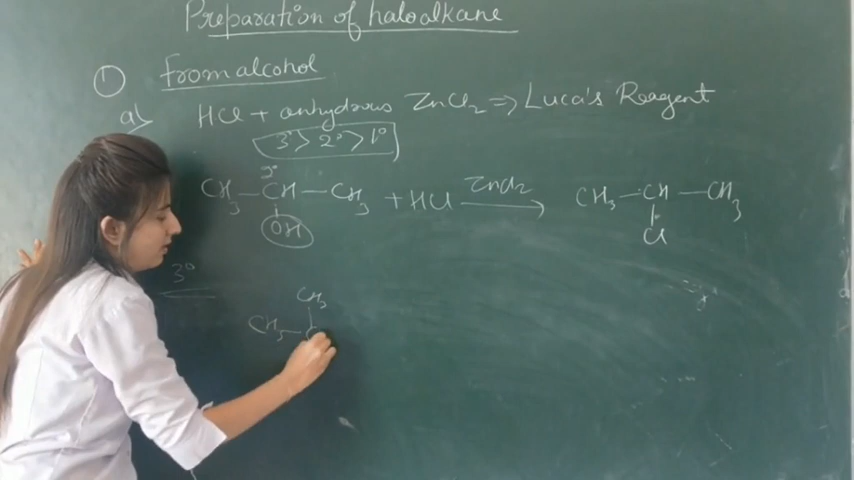 Preparation of haloalkane
① from alcohol
a) HCl + anhydrous ZnCl₂ ⇒ Luca's Reagent
3° > 2° > 1°
2°
CH₃ — CH — CH₃ + HCl ZnCl₂ → CH₃ — CH — CH₃
OH Cl
3°
CH₃
CH₃ —